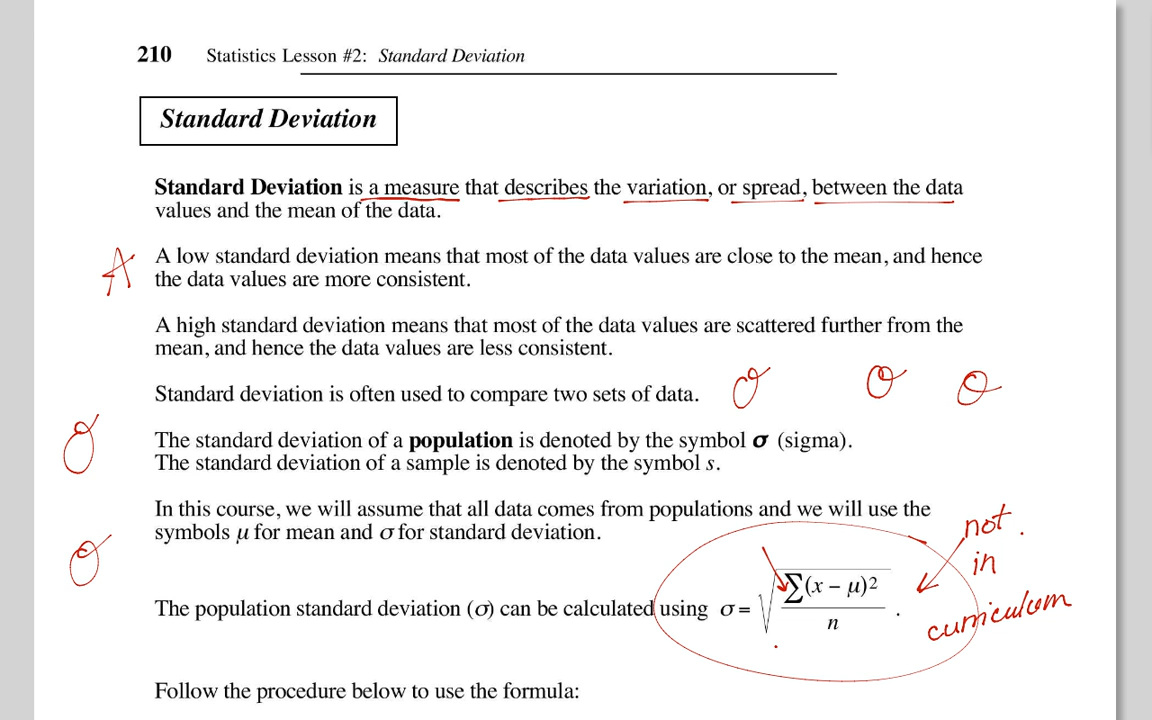 210 Statistics Lesson #2: Standard Deviation
Standard Deviation
Standard Deviation is a measure that describes the variation, or spread, between the data
values and the mean of the data.
A
A low standard deviation means that most of the data values are close to the mean, and hence
the data values are more consistent.
A high standard deviation means that most of the data values are scattered further from the
mean, and hence the data values are less consistent.
Standard deviation is often used to compare two sets of data. σ σ σ
σ
The standard deviation of a population is denoted by the symbol σ (sigma).
The standard deviation of a sample is denoted by the symbol s.
In this course, we will assume that all data comes from populations and we will use the
symbols μ for mean and σ for standard deviation.
σ
not
in
curriculum
The population standard deviation (σ) can be calculated using σ = √(∑(x – μ)2 / n) .
Follow the procedure below to use the formula: